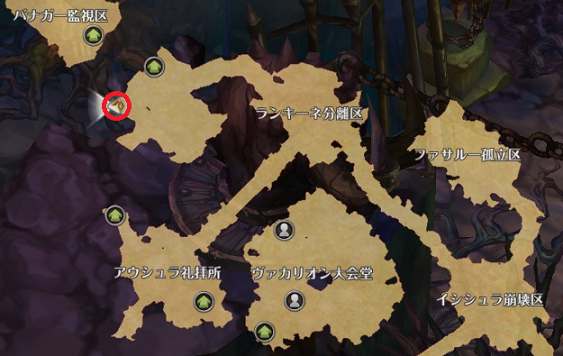 バナガー監視区
ランキーネ分離区
ファサルー孤立区
アウシュラ礼拝所
ヴァカリオン大会堂
イシシュラ崩壊区